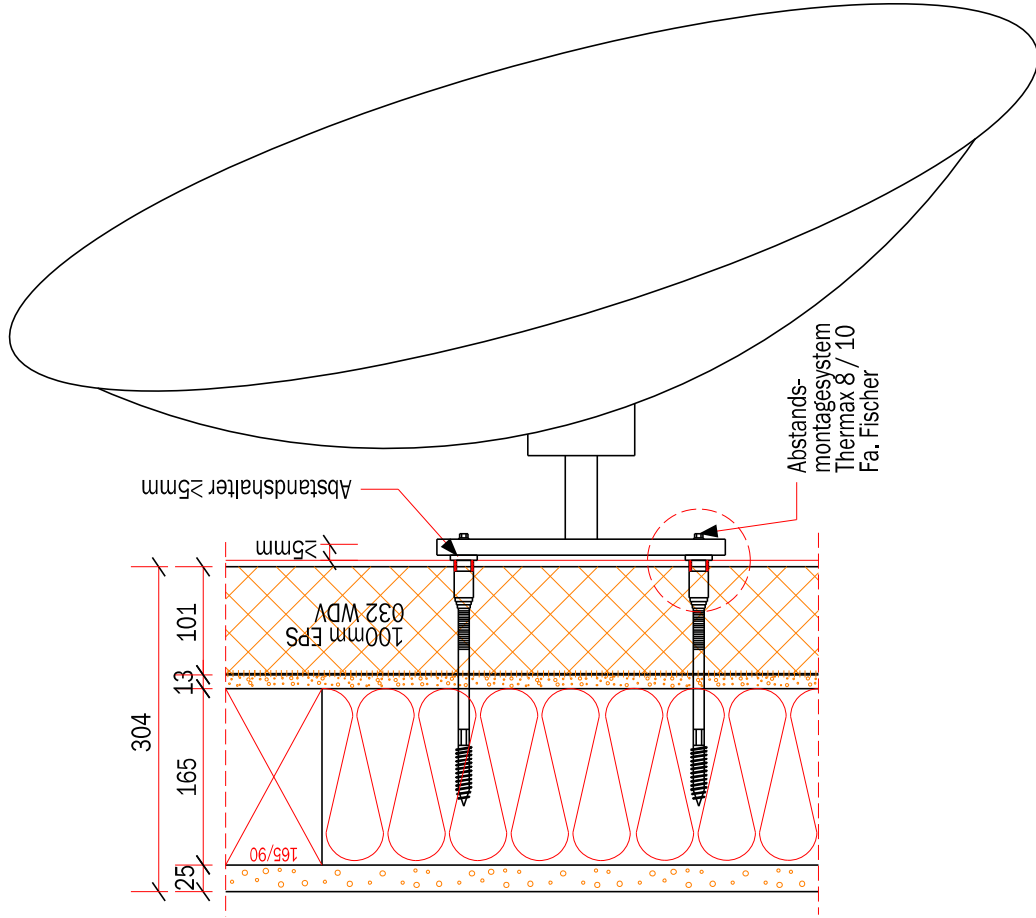 Abstands-
montagesystem
Thermax 8 / 10
Fa. Fischer
Abstandshalter ≥5mm
≥5mm
100mm EPS
032 WDV
101
13
304
165
25
165/90